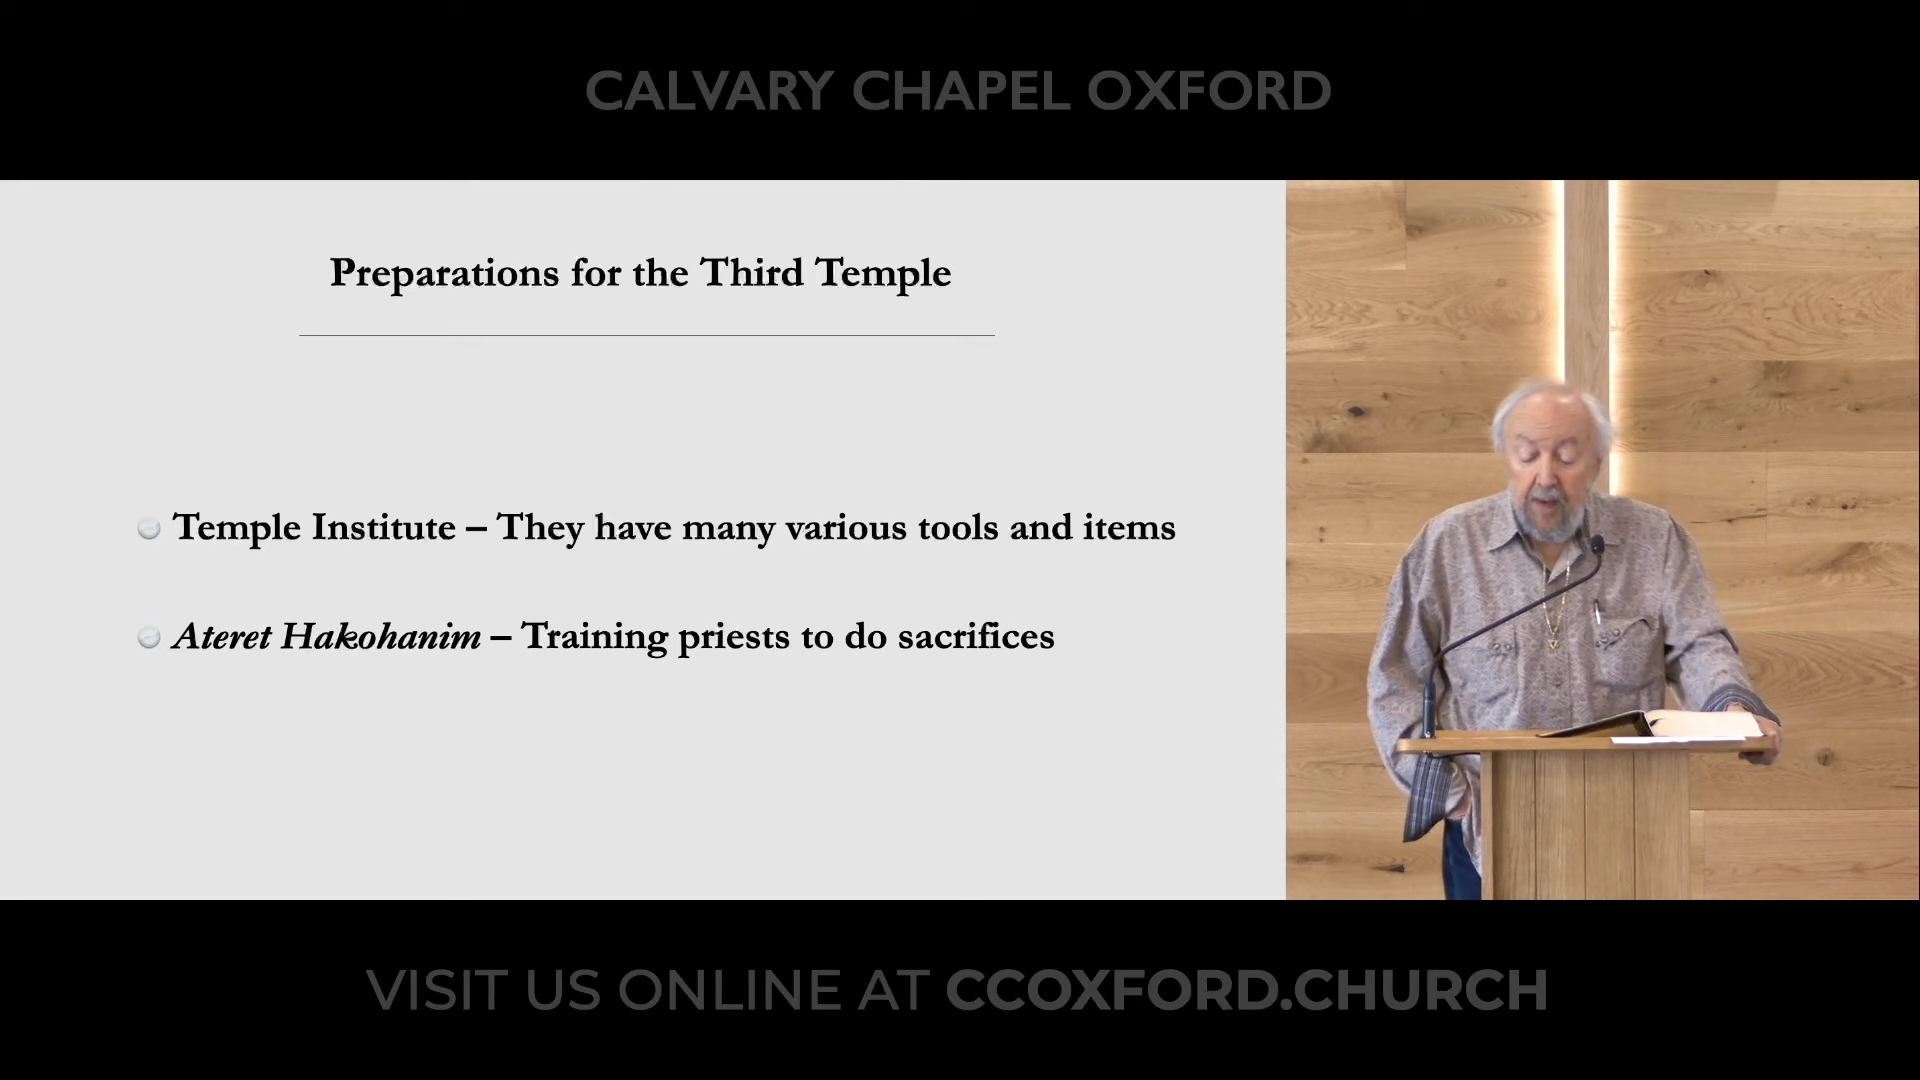 CALVARY CHAPEL OXFORD
Preparations for the Third Temple
Temple Institute – They have many various tools and items
Ateret Hakohanim – Training priests to do sacrifices
VISIT US ONLINE AT CCOXFORD.CHURCH